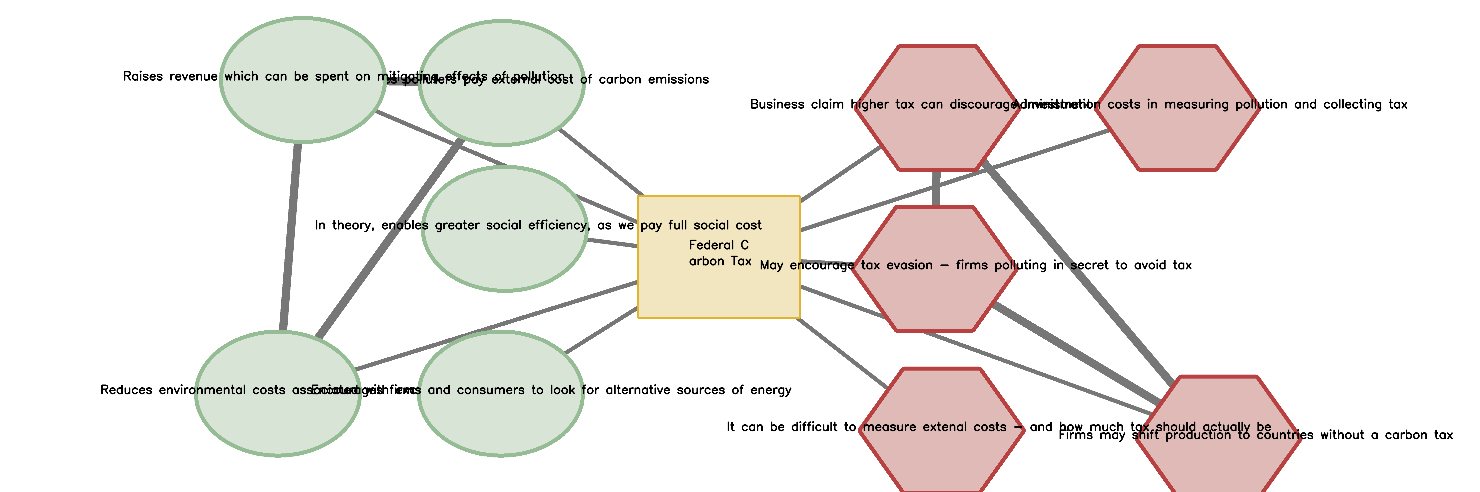 Raises revenue which can be spent on mitigating effects of pollution
polluters pay external cost of carbon emissions
Business claim higher tax can discourage investment
Administration costs in measuring pollution and collecting tax
In theory, enables greater social efficiency, as we pay full social cost
Federal C
arbon Tax
May encourage tax evasion – firms polluting in secret to avoid tax
Reduces environmental costs associated with
Encourages firms and consumers to look for alternative sources of energy
It can be difficult to measure extenal costs – and how much tax should actually be
Firms may shift production to countries without a carbon tax